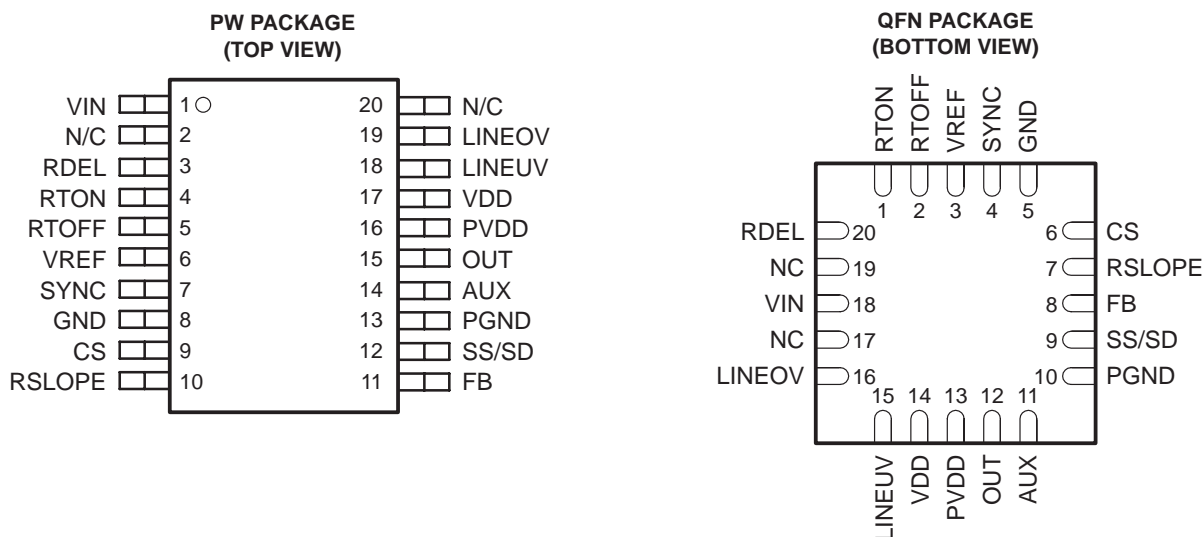 PW PACKAGE
(TOP VIEW)
VIN 1 20 N/C
N/C 2 19 LINEOV
RDEL 3 18 LINEUV
RTON 4 17 VDD
RTOFF 5 16 PVDD
VREF 6 15 OUT
SYNC 7 14 AUX
GND 8 13 PGND
CS 9 12 SS/SD
RSLOPE 10 11 FB
QFN PACKAGE
(BOTTOM VIEW)
RTON RTOFF VREF SYNC GND
1 2 3 4 5
RDEL 20 6 CS
NC 19 7 RSLOPE
VIN 18 8 FB
NC 17 9 SS/SD
LINEOV 16 10 PGND
15 14 13 12 11
LINEUV VDD PVDD OUT AUX